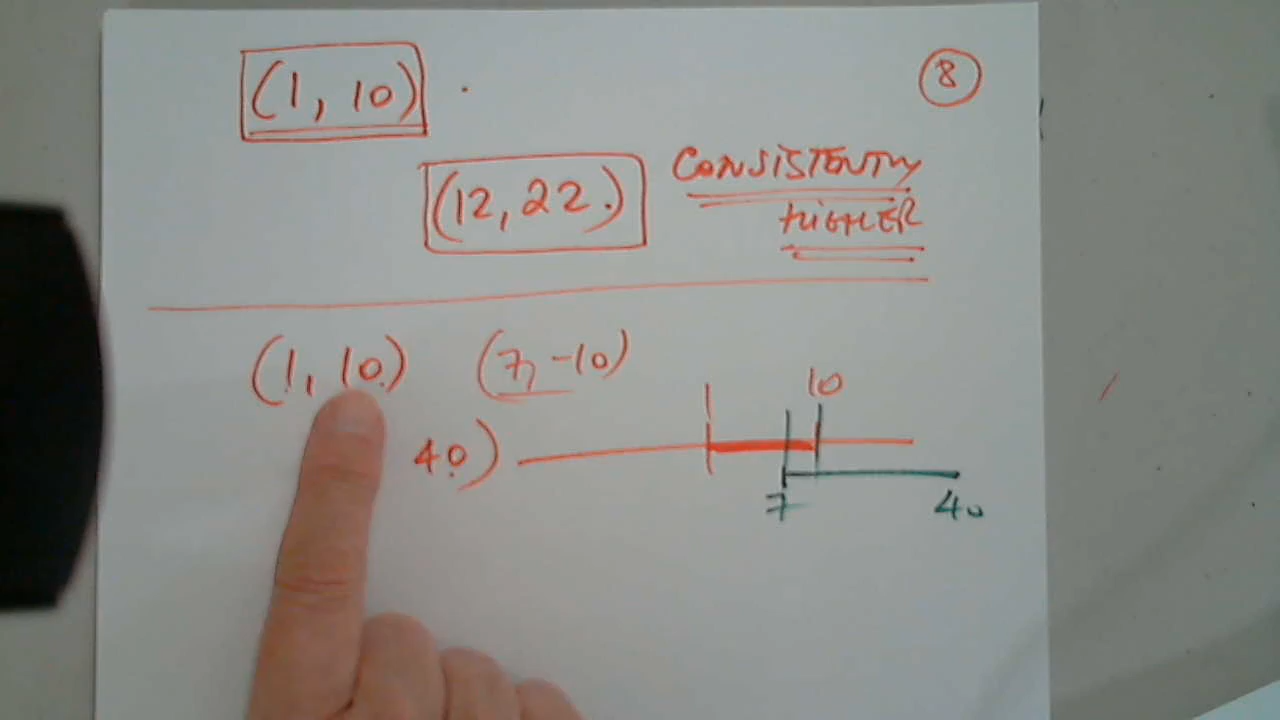 (1, 10) .
8
(12, 22.)
CONSISTENTLY
HIGHER
(1, 10.) (7, -10)
40)
10
7
40